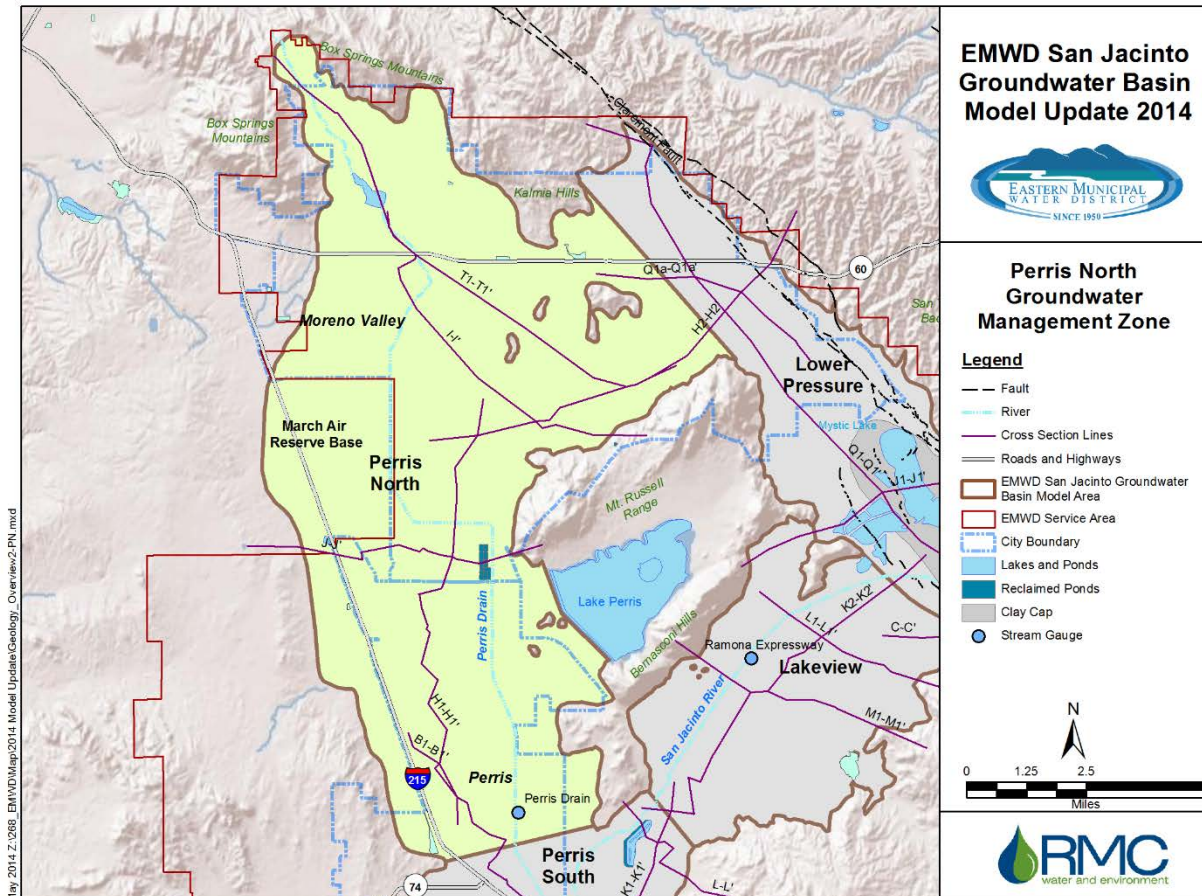 EMWD San Jacinto
Groundwater Basin
Model Update 2014
EASTERN MUNICIPAL
WATER DISTRICT
SINCE 1950
Perris North
Groundwater
Management Zone
Legend
Fault
River
Cross Section Lines
Roads and Highways
EMWD San Jacinto Groundwater
Basin Model Area
EMWD Service Area
City Boundary
Lakes and Ponds
Reclaimed Ponds
Clay Cap
Stream Gauge
N
0 1.25 2.5
Miles
RMC
water and environment
Box Springs Mountains
Box Springs
Mountains
Claremont Fault
Kalmia Hills
60
San
Q1a-Q1a'
T1-T1'
H2-H2'
I-I'
Moreno Valley
Lower
Pressure
Mystic Lake
March Air
Reserve Base
Perris
North
Q1-Q1'
J1-J1'
Mt. Russell
Range
J-J'
Lake Perris
Perris Drain
K2-K2'
L1-L1'
C-C'
Bernasconi Hills
Ramona Expressway
Lakeview
H1-H1'
M1-M1'
San Jacinto River
B1-B1'
Perris
215
Perris Drain
Perris
South
K1-K1'
L-L'
74
May 2014 Z:\0268_EMWD\Map\2014 Model Update\Geology_Overview2-PN.mxd